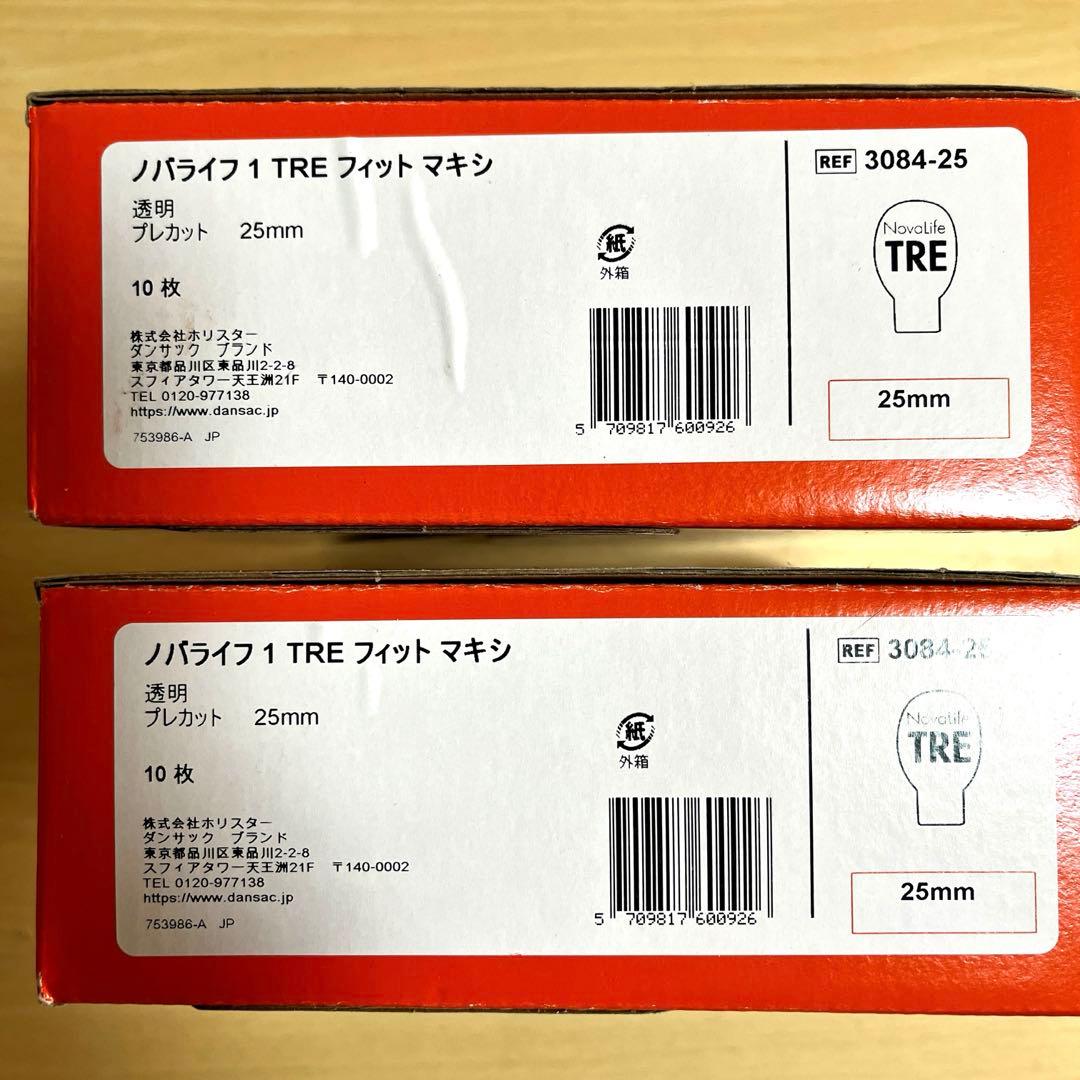 ノバライフ 1 TRE フィット マキシ
透明
プレカット 25mm
10 枚
株式会社ホリスター
ダンサック ブランド
東京都品川区東品川2-2-8
スフィアタワー天王洲21F 〒140-0002
TEL 0120-977138
https://www.dansac.jp
753986-A JP
紙
外箱
5 709817 600926
REF 3084-25
NovaLife
TRE
25mm
ノバライフ 1 TRE フィット マキシ
透明
プレカット 25mm
10 枚
株式会社ホリスター
ダンサック ブランド
東京都品川区東品川2-2-8
スフィアタワー天王洲21F 〒140-0002
TEL 0120-977138
https://www.dansac.jp
753986-A JP
紙
外箱
5 709817 600926
REF 3084-25
NovaLife
TRE
25mm